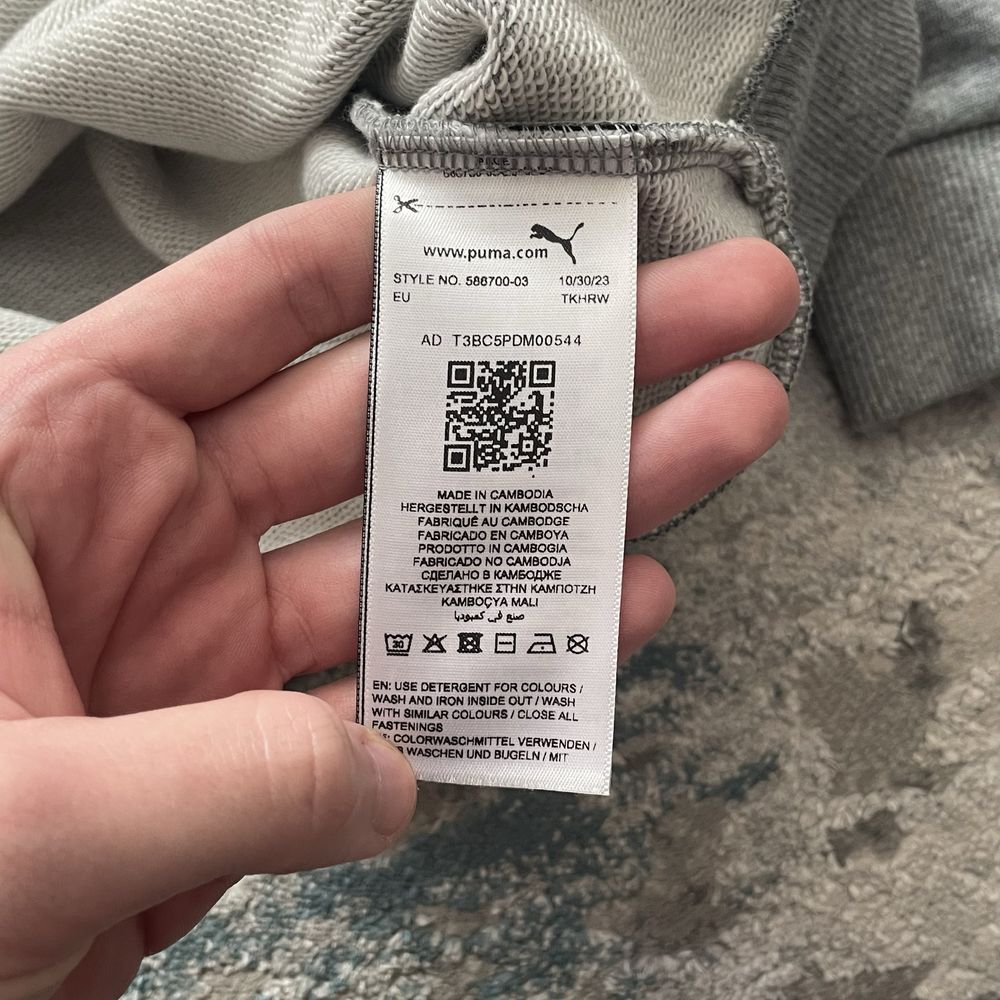 www.puma.com
STYLE NO. 586700-03 10/30/23
EU TKHRW
AD T3BC5PDM00544
MADE IN CAMBODIA
HERGESTELLT IN KAMBODSCHA
FABRIQUÉ AU CAMBODGE
FABRICADO EN CAMBOYA
PRODOTTO IN CAMBOGIA
FABRICADO NO CAMBODJA
СДЕЛАНО В КАМБОДЖЕ
ΚΑΤΑΣΚΕΥΑΣΤΗΚΕ ΣΤΗΝ ΚΑΜΠΟΤΖΗ
KAMBOÇYA MALI
صنع في كمبوديا
30
EN: USE DETERGENT FOR COLOURS /
WASH AND IRON INSIDE OUT / WASH
WITH SIMILAR COLOURS / CLOSE ALL
FASTENINGS
COLORWASCHMITTEL VERWENDEN /
WASCHEN UND BUGELN / MIT